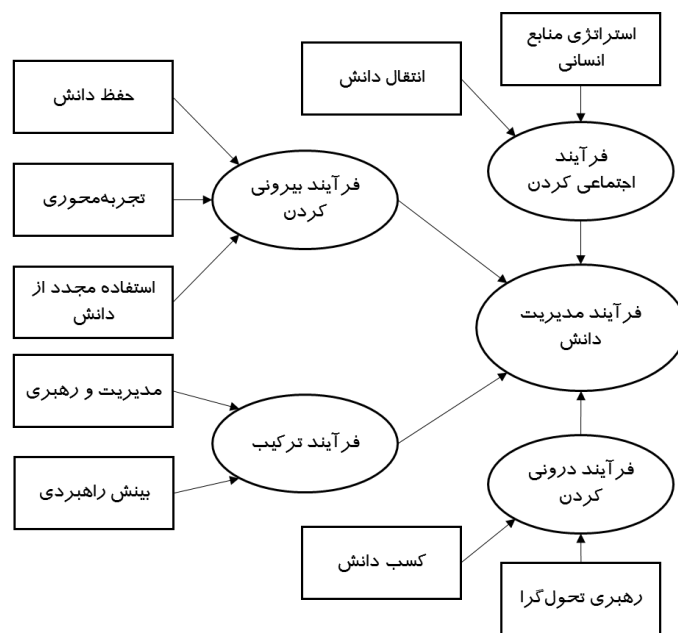 استراتژی منابع
انسانی
انتقال دانش
حفظ دانش
فرآیند
اجتماعی کردن
فرآیند بیرونی
کردن
تجربه‌محوری
استفاده مجدد از
دانش
فرآیند مدیریت
دانش
مدیریت و رهبری
فرآیند ترکیب
بینش راهبردی
فرآیند درونی
کردن
کسب دانش
رهبری تحول‌گرا